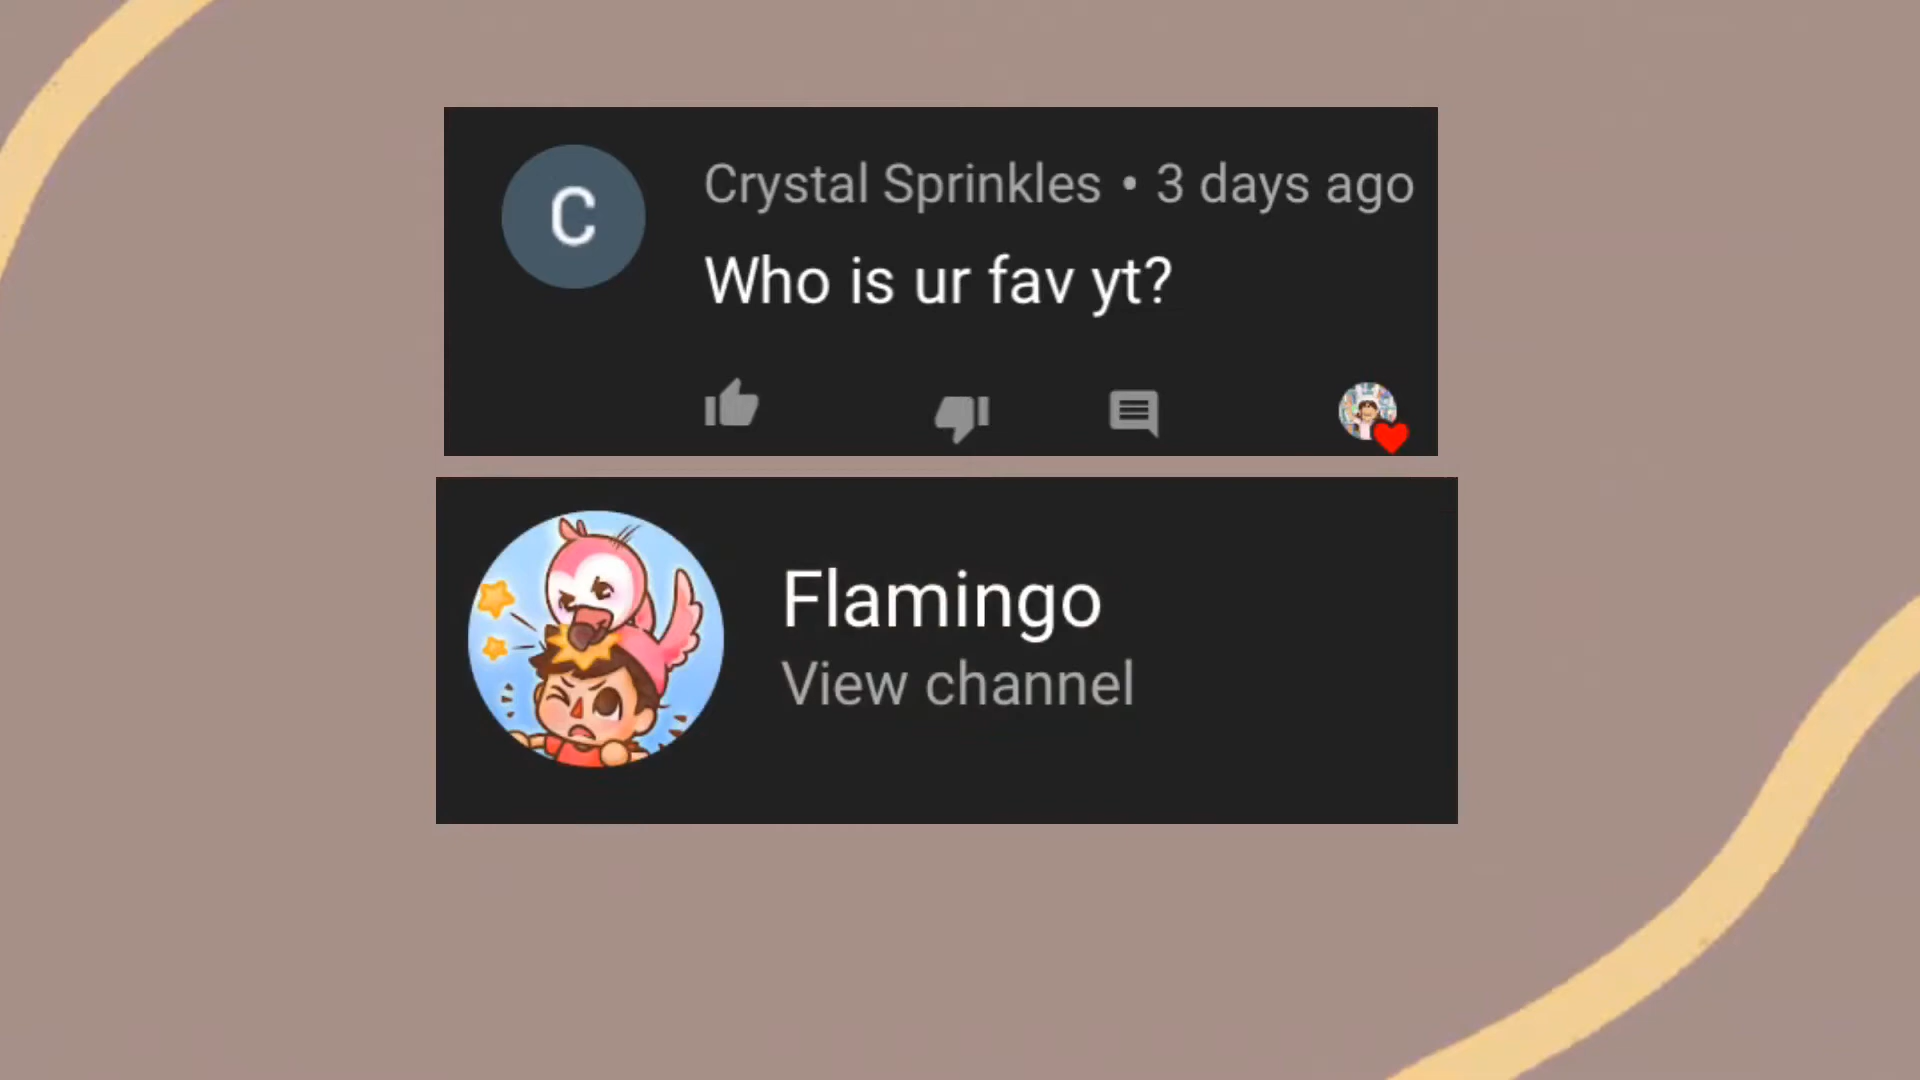 C
Crystal Sprinkles • 3 days ago
Who is ur fav yt?
Flamingo
View channel